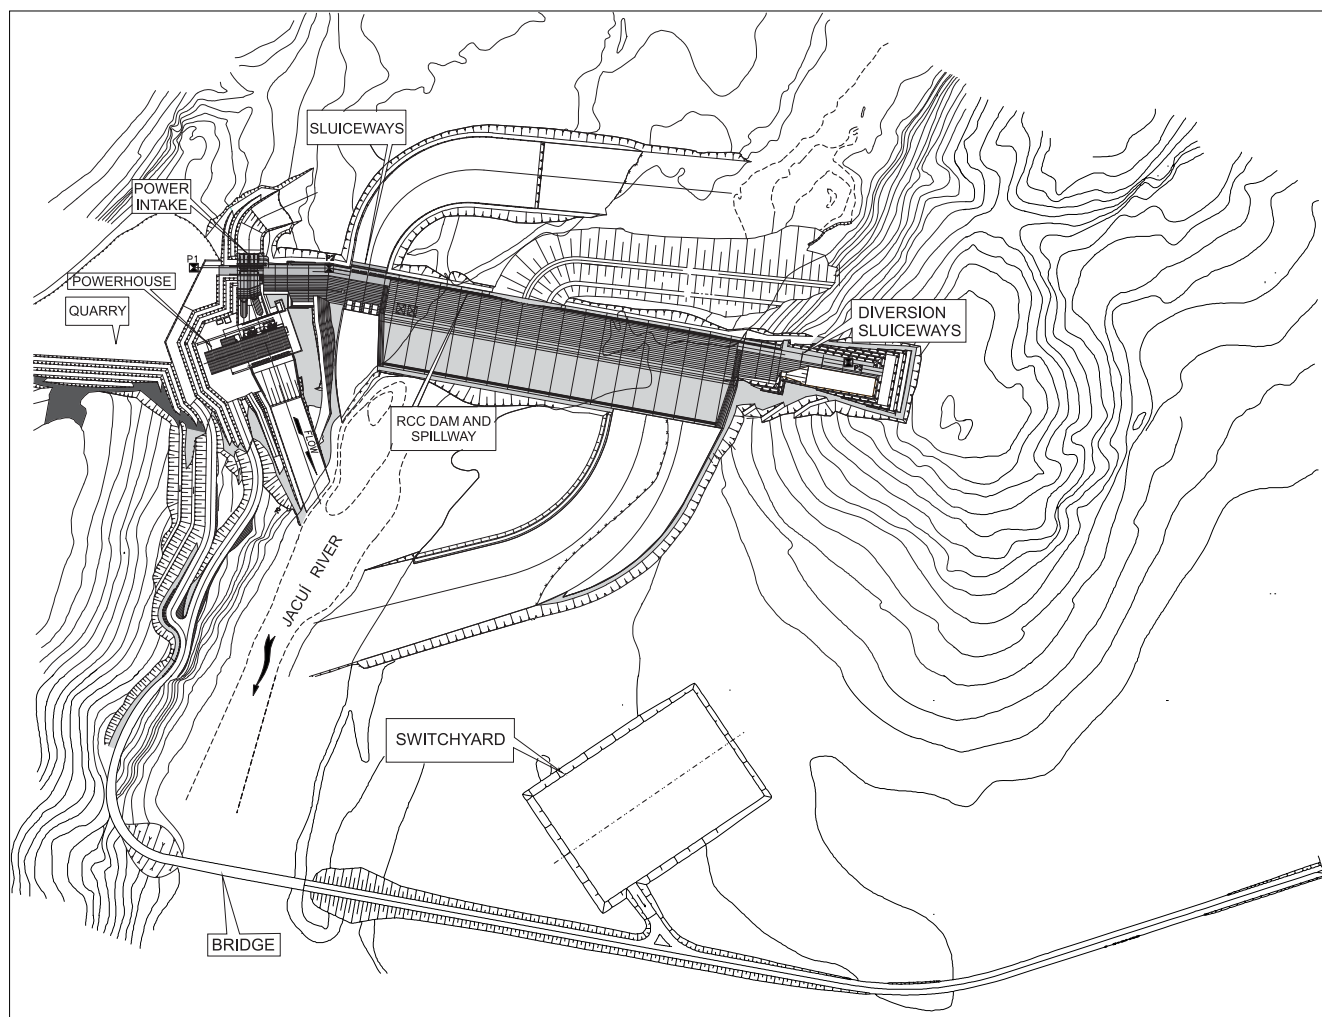 SLUICEWAYS
POWER
INTAKE
P1
P2
POWERHOUSE
QUARRY
DIVERSION
SLUICEWAYS
RCC DAM AND
SPILLWAY
FLOW
JACUÍ RIVER
SWITCHYARD
BRIDGE